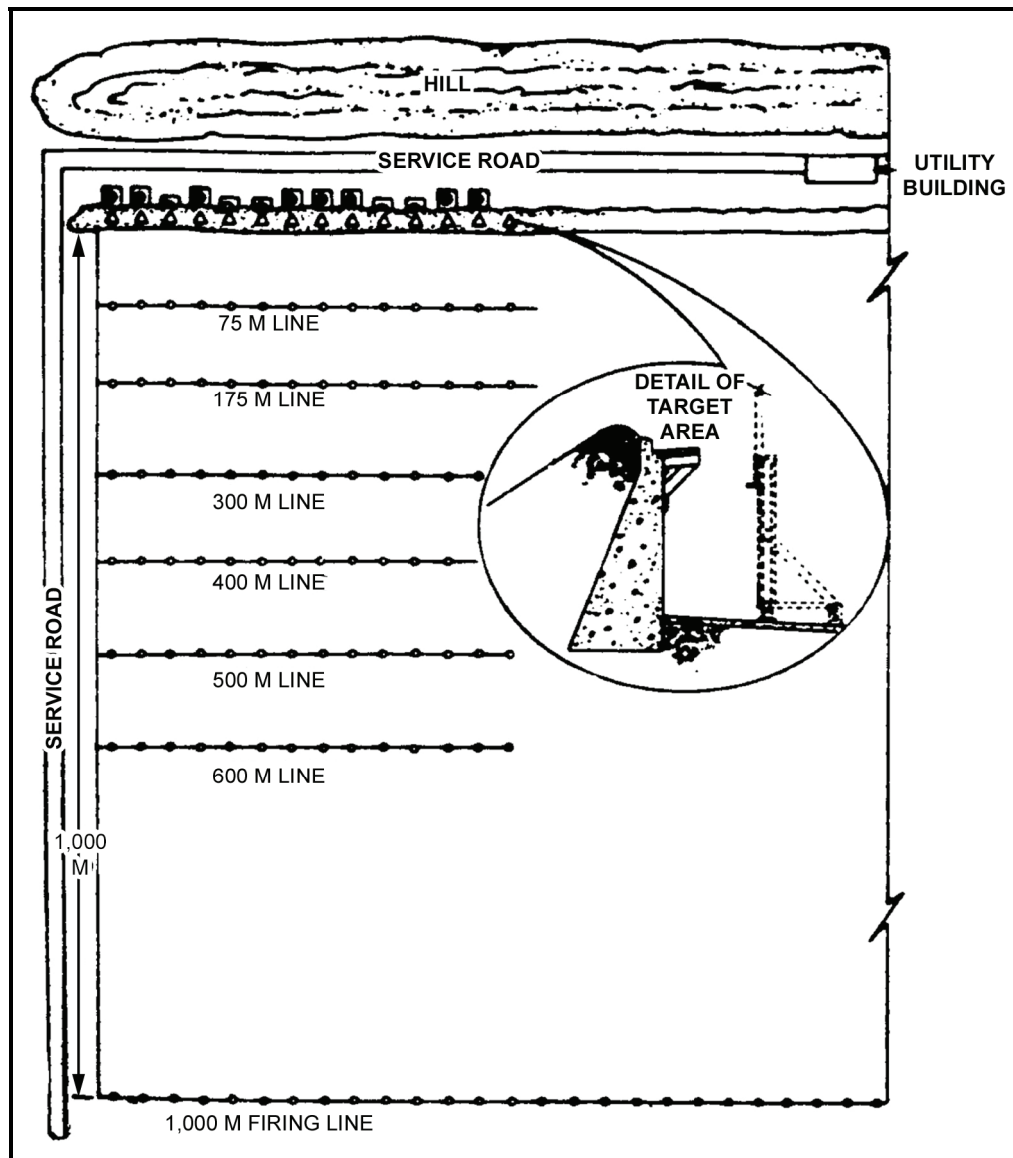 HILL
SERVICE ROAD
UTILITY
BUILDING
75 M LINE
175 M LINE
DETAIL OF
TARGET
AREA
300 M LINE
400 M LINE
500 M LINE
600 M LINE
SERVICE ROAD
1,000
M
1,000 M FIRING LINE